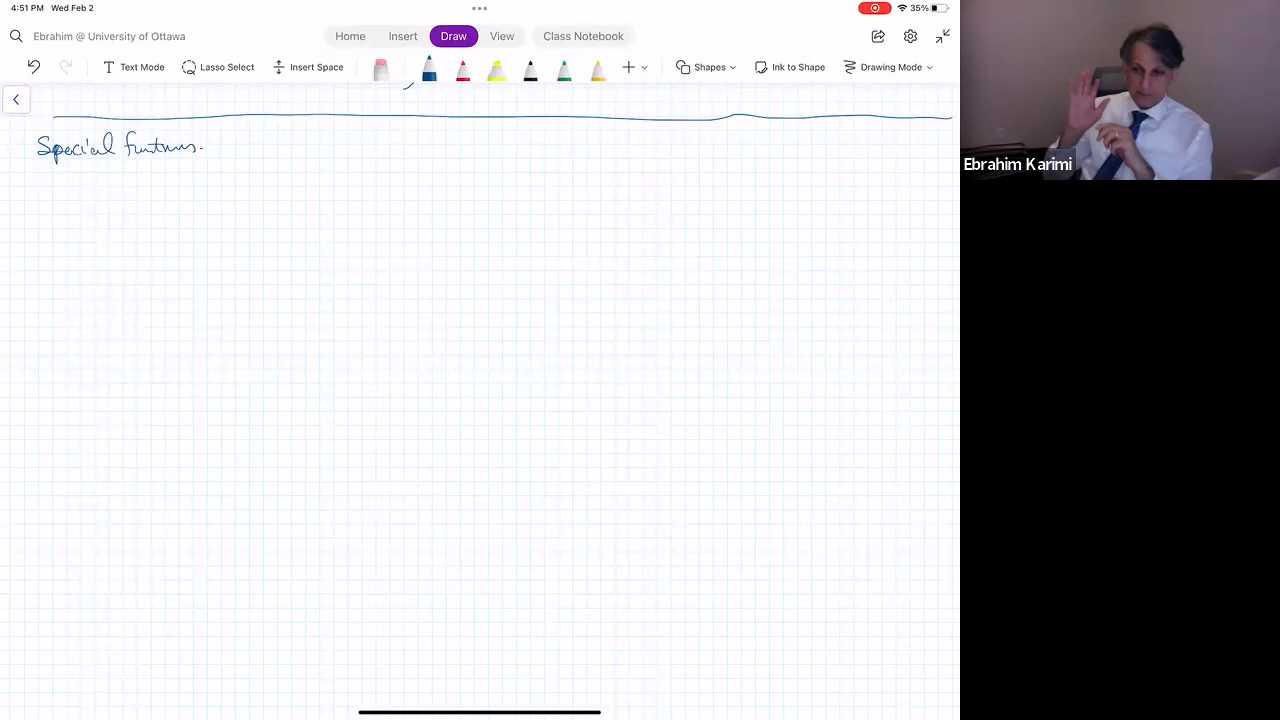 4:51 PM Wed Feb 2
35%
Ebrahim @ University of Ottawa
Home Insert Draw View Class Notebook
Text Mode Lasso Select Insert Space Shapes Ink to Shape Drawing Mode
Special
Ebrahim Karimi